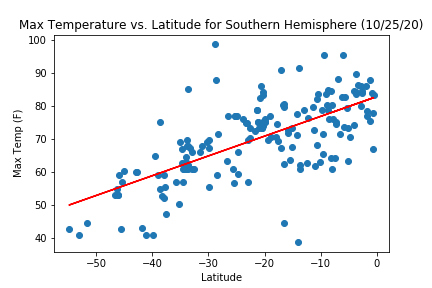 Max Temperature vs. Latitude for Southern Hemisphere (10/25/20)
100
90
80
70
60
50
40
Max Temp (F)
−50 −40 −30 −20 −10 0
Latitude